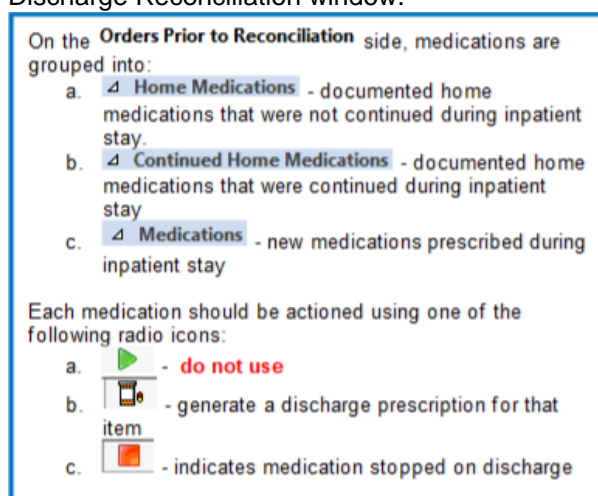 Discharge Reconciliation window.
On the Orders Prior to Reconciliation side, medications are
grouped into:
a. Home Medications - documented home
medications that were not continued during inpatient
stay.
b. Continued Home Medications - documented home
medications that were continued during inpatient
stay
c. Medications - new medications prescribed during
inpatient stay
Each medication should be actioned using one of the
following radio icons:
a. - do not use
b. - generate a discharge prescription for that
item
c. - indicates medication stopped on discharge